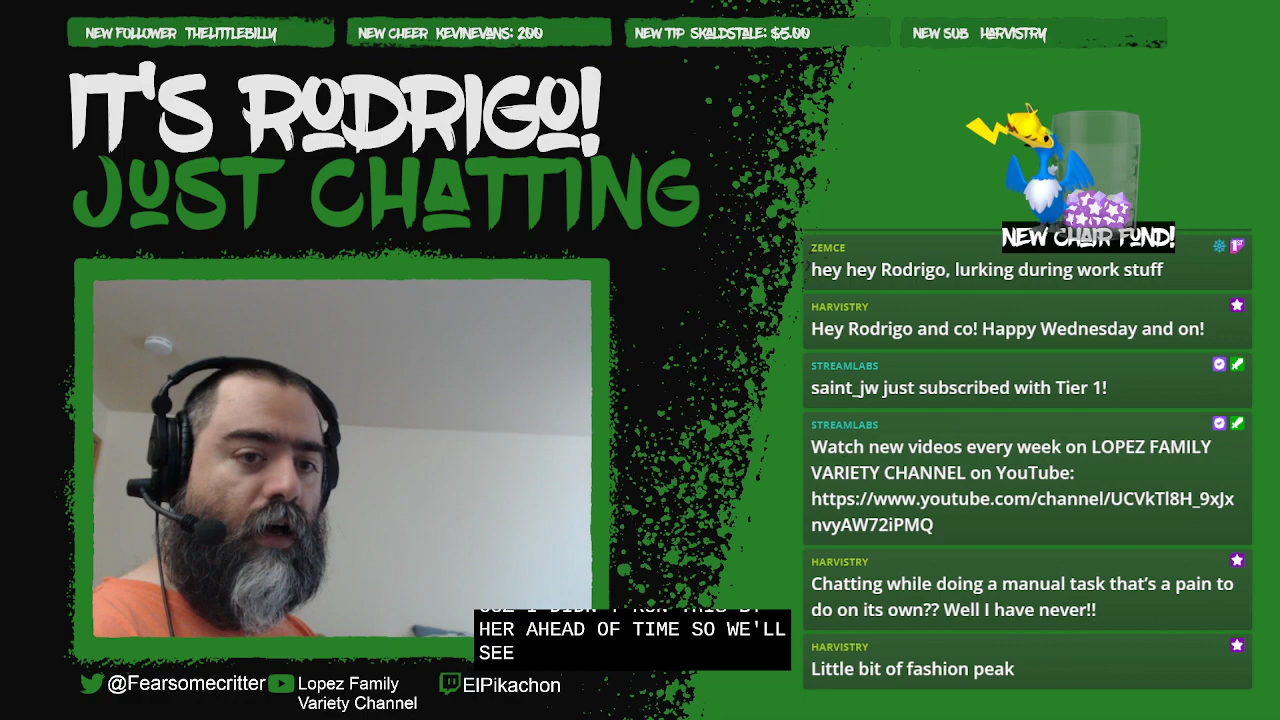 NEW FOLLOWER THELITTLEBILLY
NEW CHEER KEVINEVANS: 200
NEW TIP SKALDSTALE: $5.00
NEW SUB HARVISTRY
IT'S RODRIGO!
JUST CHATTING
NEW CHAIR FUND!
ZEMCE
1ST
hey hey Rodrigo, lurking during work stuff
HARVISTRY
Hey Rodrigo and co! Happy Wednesday and on!
STREAMLABS
saint_jw just subscribed with Tier 1!
STREAMLABS
Watch new videos every week on LOPEZ FAMILY
VARIETY CHANNEL on YouTube:
https://www.youtube.com/channel/UCVkTl8H_9xJx
nvyAW72iPMQ
HARVISTRY
Chatting while doing a manual task that's a pain to
do on its own?? Well I have never!!
HARVISTRY
Little bit of fashion peak
HER AHEAD OF TIME SO WE'LL
SEE
@Fearsomecritter
Lopez Family
Variety Channel
ElPikachon